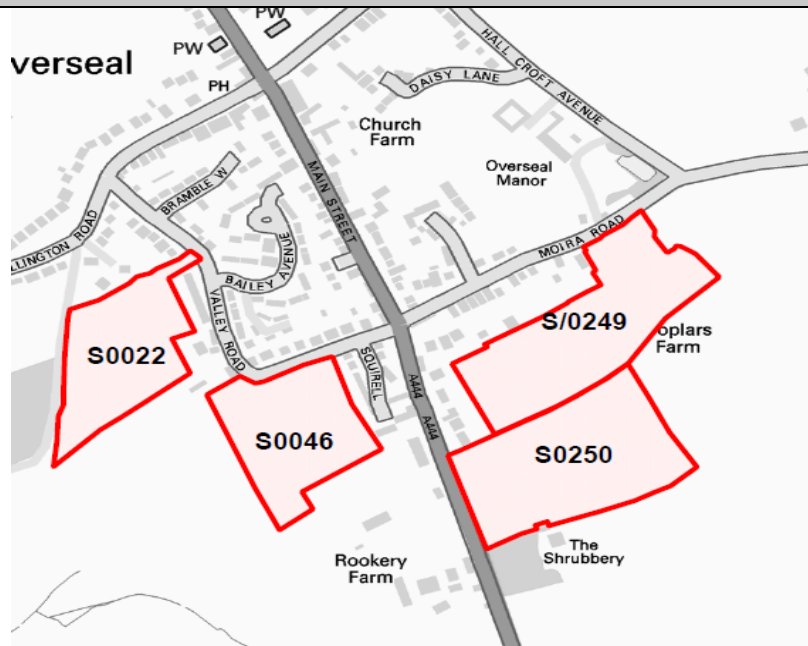 PW
PW
verseal
PH
DAISY LANE
HALL CROFT AVENUE
Church
Farm
Overseal
Manor
MAIN STREET
BRAMBLE W
LLINGTON ROAD
BAILEY AVENUE
MOIRA ROAD
VALLEY ROAD
S0022
S/0249
oplars
Farm
SQUIRELL
A444
A444
S0046
S0250
The
Shrubbery
Rookery
Farm